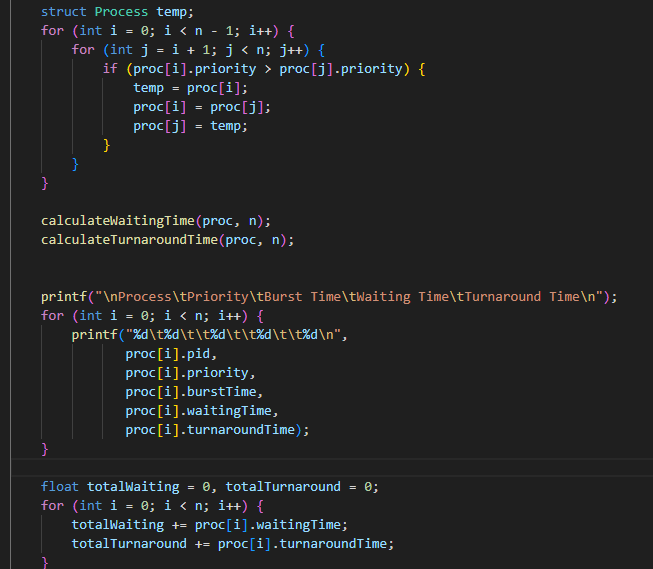 struct Process temp;
for (int i = 0; i < n - 1; i++) {
for (int j = i + 1; j < n; j++) {
if (proc[i].priority > proc[j].priority) {
temp = proc[i];
proc[i] = proc[j];
proc[j] = temp;
}
}
}
calculateWaitingTime(proc, n);
calculateTurnaroundTime(proc, n);
printf("\nProcess\tPriority\tBurst Time\tWaiting Time\tTurnaround Time\n");
for (int i = 0; i < n; i++) {
printf("%d\t%d\t\t%d\t\t%d\t\t%d\n",
proc[i].pid,
proc[i].priority,
proc[i].burstTime,
proc[i].waitingTime,
proc[i].turnaroundTime);
}
float totalWaiting = 0, totalTurnaround = 0;
for (int i = 0; i < n; i++) {
totalWaiting += proc[i].waitingTime;
totalTurnaround += proc[i].turnaroundTime;
}